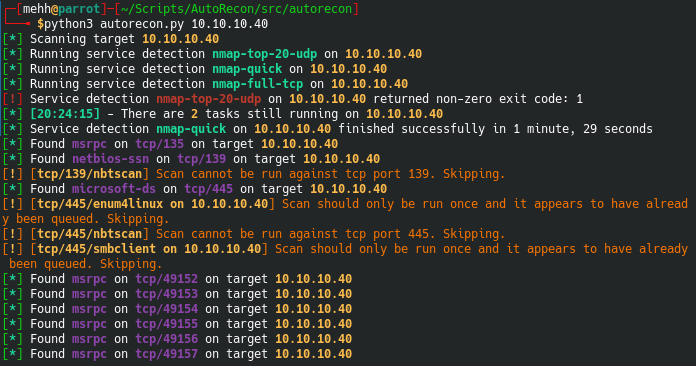 [mehh@parrot]-[~/Scripts/AutoRecon/src/autorecon]
$python3 autorecon.py 10.10.10.40
[*] Scanning target 10.10.10.40
[*] Running service detection nmap-top-20-udp on 10.10.10.40
[*] Running service detection nmap-quick on 10.10.10.40
[*] Running service detection nmap-full-tcp on 10.10.10.40
[!] Service detection nmap-top-20-udp on 10.10.10.40 returned non-zero exit code: 1
[*] [20:24:15] - There are 2 tasks still running on 10.10.10.40
[*] Service detection nmap-quick on 10.10.10.40 finished successfully in 1 minute, 29 seconds
[*] Found msrpc on tcp/135 on target 10.10.10.40
[*] Found netbios-ssn on tcp/139 on target 10.10.10.40
[!] [tcp/139/nbtscan] Scan cannot be run against tcp port 139. Skipping.
[*] Found microsoft-ds on tcp/445 on target 10.10.10.40
[!] [tcp/445/enum4linux on 10.10.10.40] Scan should only be run once and it appears to have alread
y been queued. Skipping.
[!] [tcp/445/nbtscan] Scan cannot be run against tcp port 445. Skipping.
[!] [tcp/445/smbclient on 10.10.10.40] Scan should only be run once and it appears to have already
 been queued. Skipping.
[*] Found msrpc on tcp/49152 on target 10.10.10.40
[*] Found msrpc on tcp/49153 on target 10.10.10.40
[*] Found msrpc on tcp/49154 on target 10.10.10.40
[*] Found msrpc on tcp/49155 on target 10.10.10.40
[*] Found msrpc on tcp/49156 on target 10.10.10.40
[*] Found msrpc on tcp/49157 on target 10.10.10.40